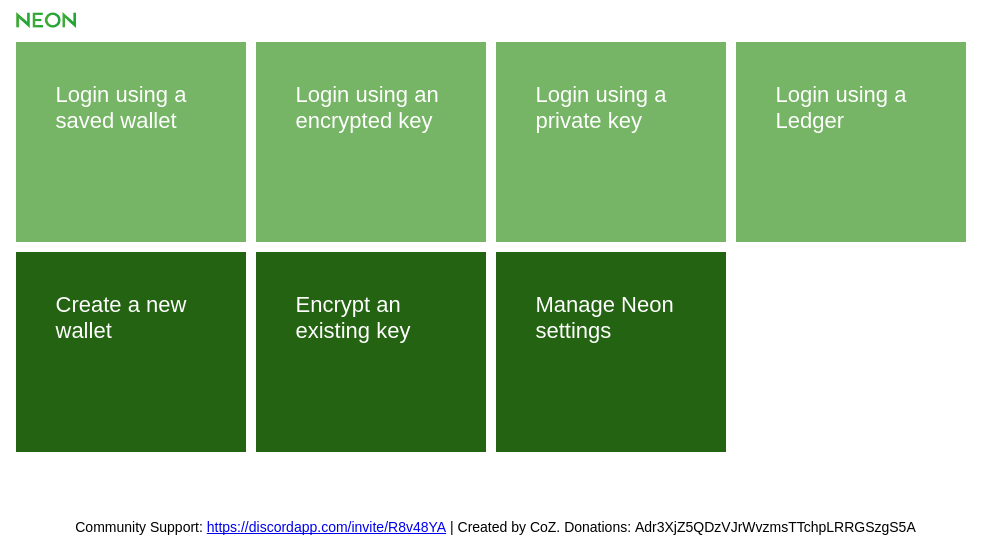 NEON
Login using a
saved wallet
Login using an
encrypted key
Login using a
private key
Login using a
Ledger
Create a new
wallet
Encrypt an
existing key
Manage Neon
settings
Community Support: https://discordapp.com/invite/R8v48YA | Created by CoZ. Donations: Adr3XjZ5QDzVJrWvzmsTTchpLRRGSzgS5A